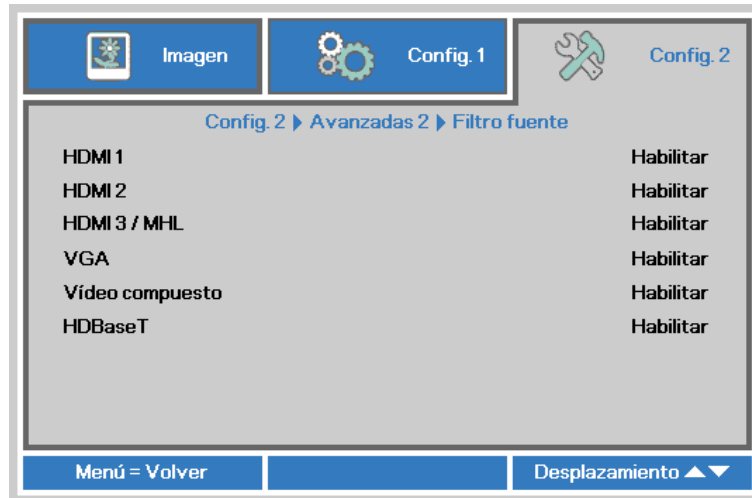 Imagen Config. 1 Config. 2
Config. 2 ▶ Avanzadas 2 ▶ Filtro fuente
HDMI 1 Habilitar
HDMI 2 Habilitar
HDMI 3 / MHL Habilitar
VGA Habilitar
Vídeo compuesto Habilitar
HDBaseT Habilitar
Menú = Volver Desplazamiento ▲▼